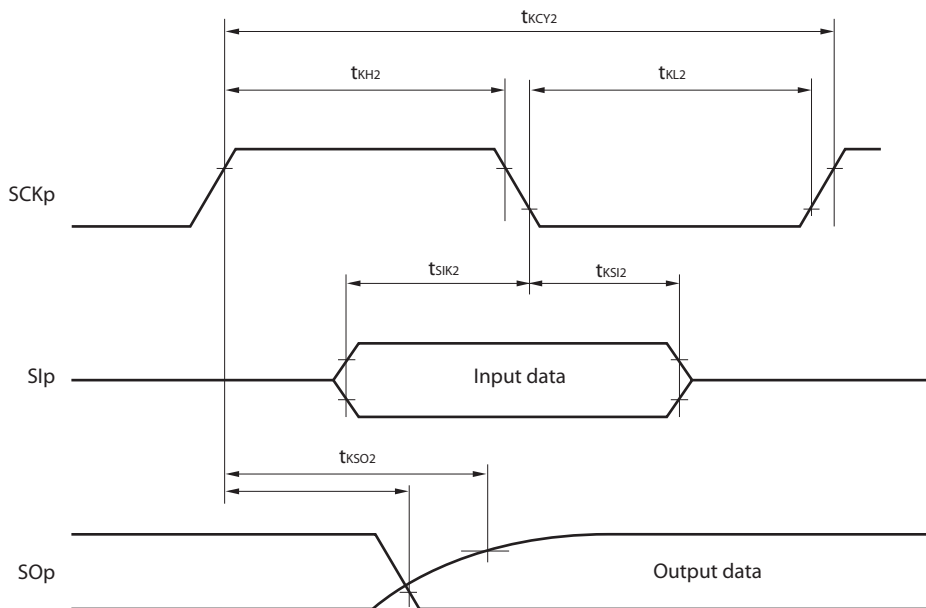 tKCY2
tKH2
tKL2
SCKp
tSIK2
tKSI2
SIp
Input data
tKSO2
SOp
Output data